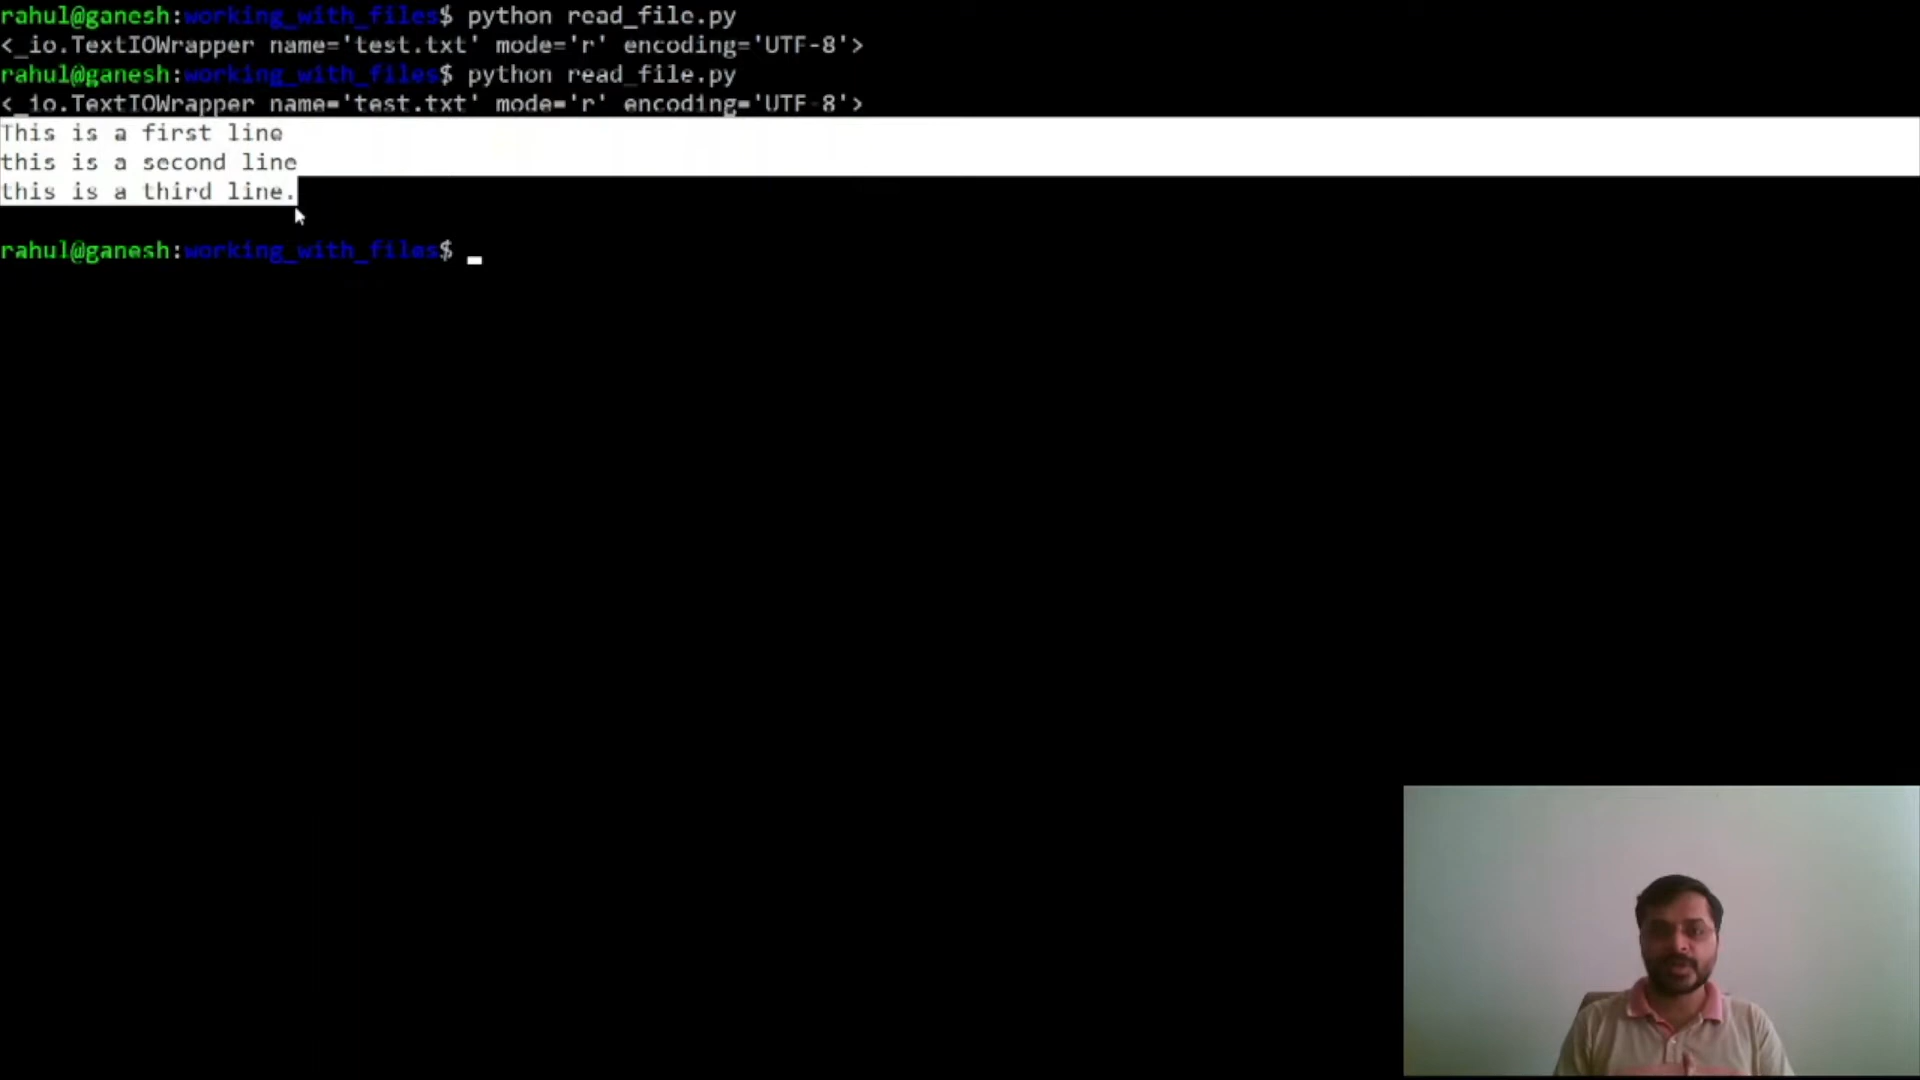 rahul@ganesh:working_with_files$ python read_file.py
<_io.TextIOWrapper name='test.txt' mode='r' encoding='UTF-8'>
rahul@ganesh:working_with_files$ python read_file.py
<_io.TextIOWrapper name='test.txt' mode='r' encoding='UTF-8'>
This is a first line
this is a second line
this is a third line.
rahul@ganesh:working_with_files$